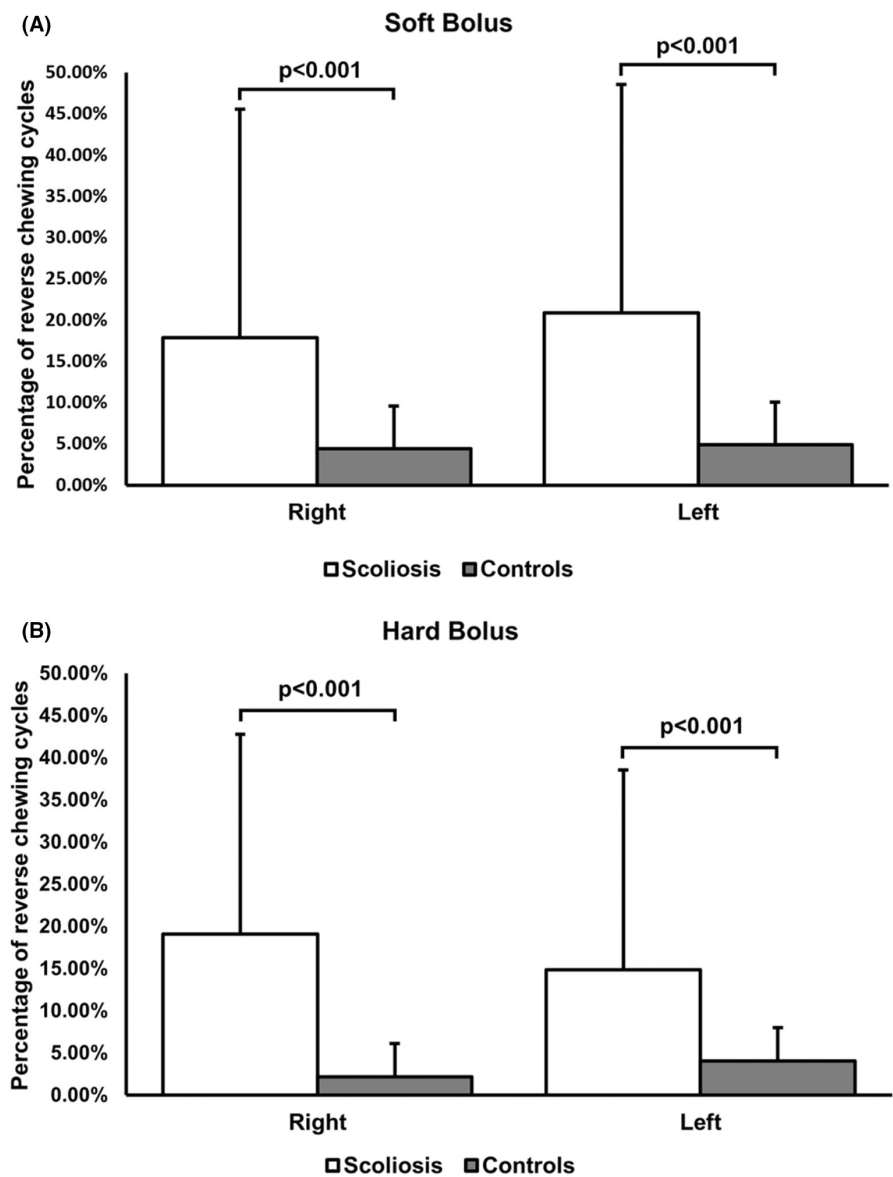 (A)
Soft Bolus
Percentage of reverse chewing cycles
50.00%
45.00%
40.00%
35.00%
30.00%
25.00%
20.00%
15.00%
10.00%
5.00%
0.00%
p<0.001
p<0.001
Right
Left
Scoliosis Controls
(B)
Hard Bolus
Percentage of reverse chewing cycles
50.00%
45.00%
40.00%
35.00%
30.00%
25.00%
20.00%
15.00%
10.00%
5.00%
0.00%
p<0.001
p<0.001
Right
Left
Scoliosis Controls